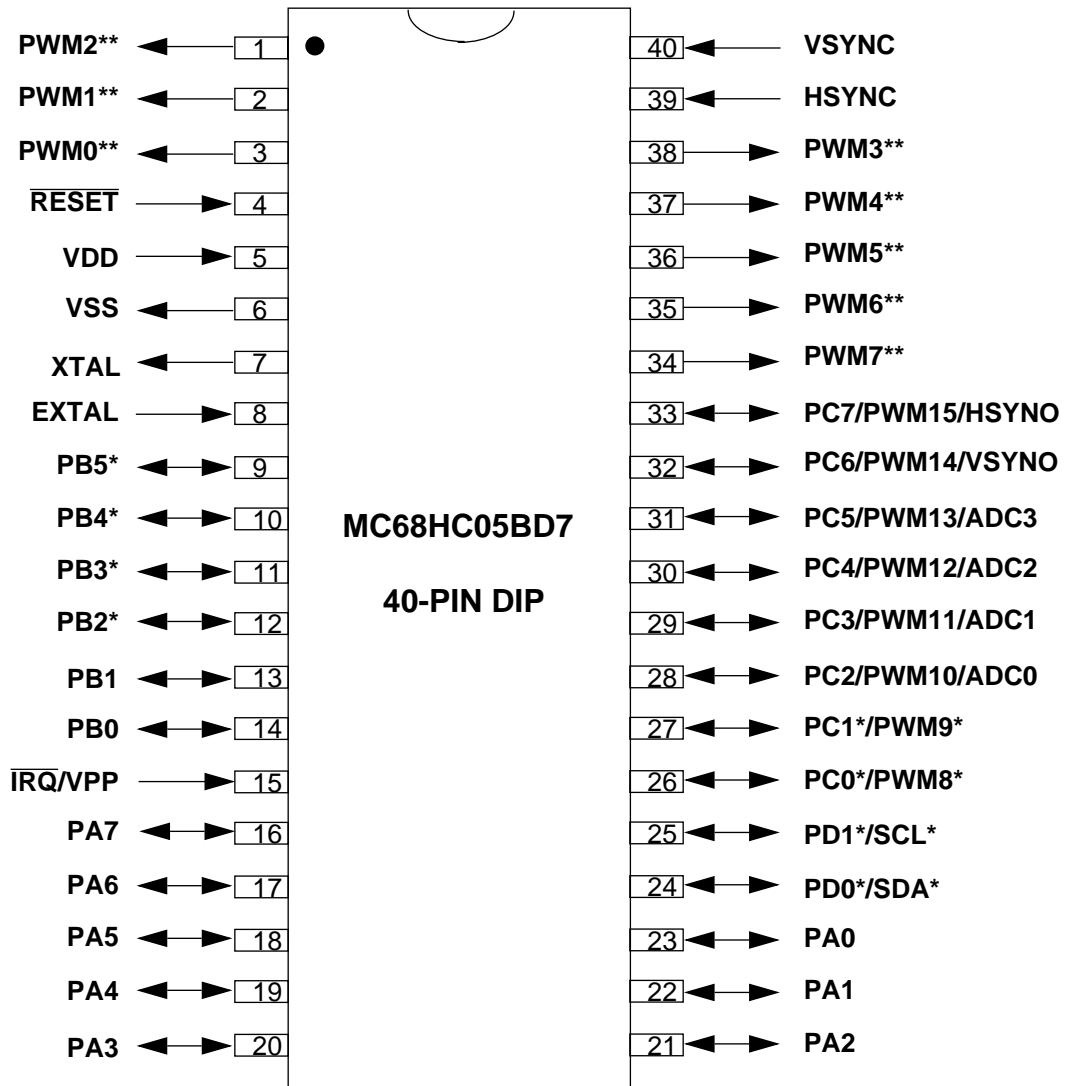 PWM2** 1 40 VSYNC
PWM1** 2 39 HSYNC
PWM0** 3 38 PWM3**
RESET 4 37 PWM4**
VDD 5 36 PWM5**
VSS 6 35 PWM6**
XTAL 7 34 PWM7**
EXTAL 8 33 PC7/PWM15/HSYNO
PB5* 9 32 PC6/PWM14/VSYNO
PB4* 10 MC68HC05BD7 31 PC5/PWM13/ADC3
PB3* 11 30 PC4/PWM12/ADC2
40-PIN DIP
PB2* 12 29 PC3/PWM11/ADC1
PB1 13 28 PC2/PWM10/ADC0
PB0 14 27 PC1*/PWM9*
IRQ/VPP 15 26 PC0*/PWM8*
PA7 16 25 PD1*/SCL*
PA6 17 24 PD0*/SDA*
PA5 18 23 PA0
PA4 19 22 PA1
PA3 20 21 PA2